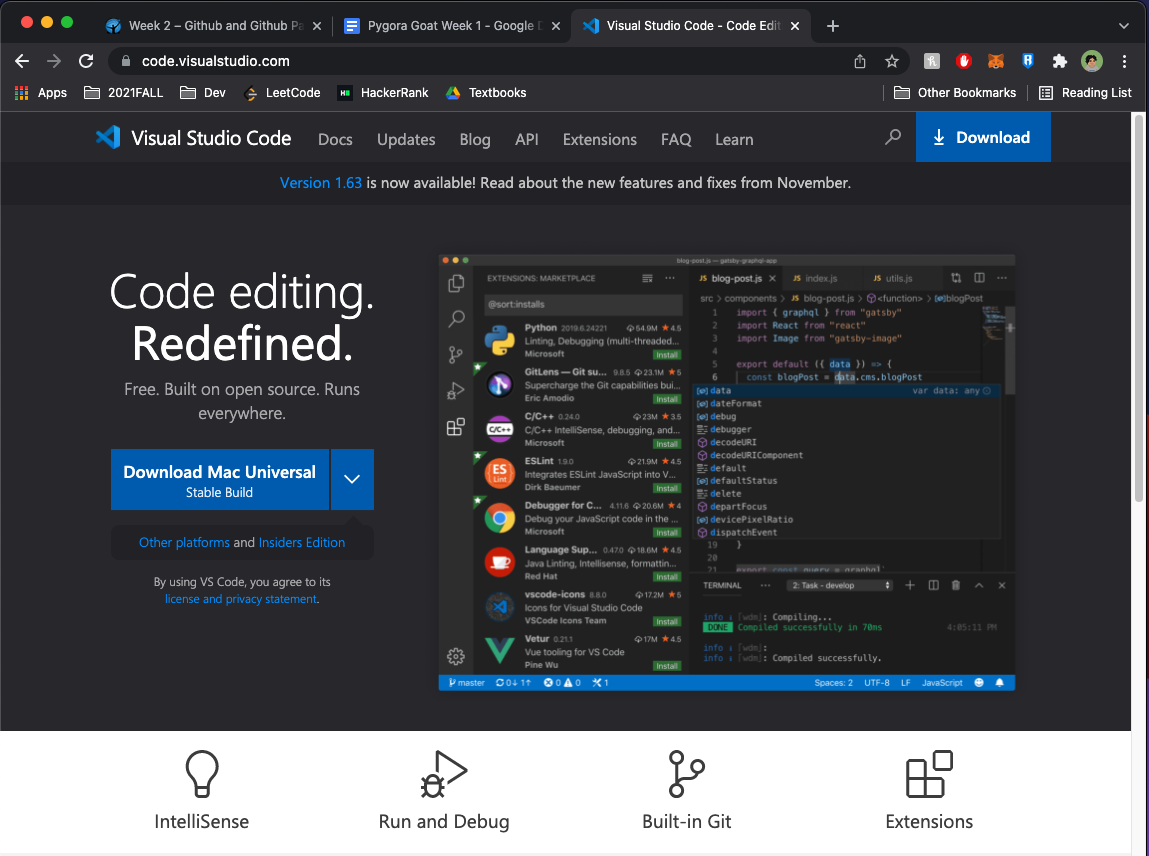 Week 2 – Github and Github Pa
Pygora Goat Week 1 - Google D
Visual Studio Code - Code Edit
code.visualstudio.com
Apps
2021FALL
Dev
LeetCode
HackerRank
Textbooks
Other Bookmarks
Reading List
Visual Studio Code
Docs
Updates
Blog
API
Extensions
FAQ
Learn
Download
Version 1.63 is now available! Read about the new features and fixes from November.
Code editing.
Redefined.
Free. Built on open source. Runs
everywhere.
Download Mac Universal
Stable Build
Other platforms and Insiders Edition
By using VS Code, you agree to its
license and privacy statement.
blog-post.js — gatsby-graphql-app
EXTENSIONS: MARKETPLACE
@sort:installs
Python 2019.6.24221 54.9M ★ 4.5
Linting, Debugging (multi-threaded...
Microsoft Install
GitLens — Git su... 9.8.5 23.1M ★ 5
Supercharge the Git capabilities bui...
Eric Amodio Install
C/C++ 0.24.0 23M ★ 3.5
C/C++ IntelliSense, debugging, and...
Microsoft Install
ESLint 1.9.0 21.9M ★ 4.5
Integrates ESLint JavaScript into V...
Dirk Baeumer Install
Debugger for C... 4.11.6 20.6M ★ 4
Debug your JavaScript code in the ...
Microsoft Install
Language Sup... 0.47.0 18.6M ★ 4.5
Java Linting, Intellisense, formattin...
Red Hat Install
vscode-icons 8.8.0 17.2M ★ 5
Icons for Visual Studio Code
VSCode Icons Team Install
Vetur 0.21.1 17M ★ 4.5
Vue tooling for VS Code
Pine Wu Install
JS blog-post.js
JS index.js
JS utils.js
src > components > JS blog-post.js > <function> > blogPost
1 import { graphql } from "gatsby"
2 import React from "react"
3 import Image from "gatsby-image"
4
5 export default ({ data }) => {
6 const blogPost = data.cms.blogPost
data var data: any
dateFormat
debug
debugger
decodeURI
decodeURIComponent
default
defaultStatus
delete
departFocus
devicePixelRatio
dispatchEvent
19 }
20
21 export const query = graphql`
TERMINAL ... 2: Task - develop
info : [wdm]: Compiling...
DONE Compiled successfully in 70ms 4:05:11 PM
info : [wdm]:
info : [wdm]: Compiled successfully.
master 0↓ 1↑ 0 0 1
Spaces: 2 UTF-8 LF JavaScript
IntelliSense
Run and Debug
Built-in Git
Extensions